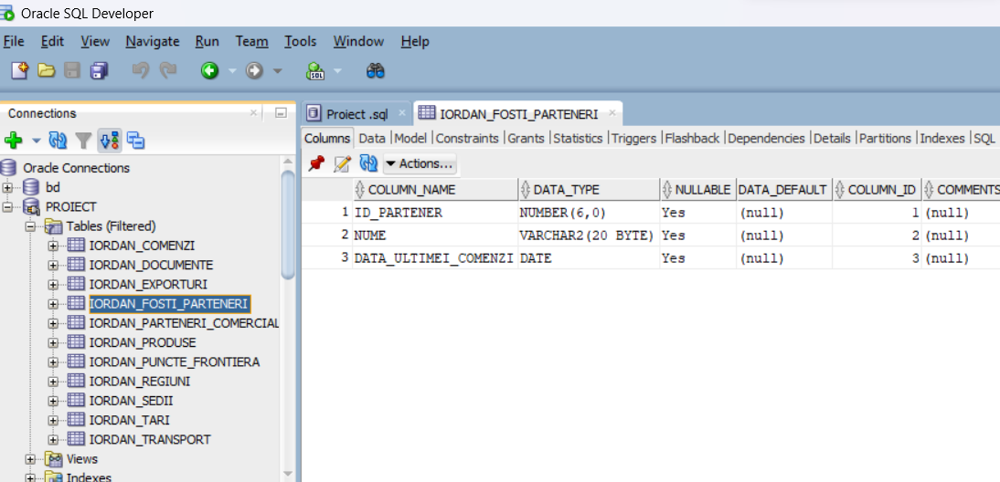 Oracle SQL Developer
File Edit View Navigate Run Team Tools Window Help
SQL
Connections
Oracle Connections
bd
PROIECT
Tables (Filtered)
IORDAN_COMENZI
IORDAN_DOCUMENTE
IORDAN_EXPORTURI
IORDAN_FOSTI_PARTENERI
IORDAN_PARTENERI_COMERCIAL
IORDAN_PRODUSE
IORDAN_PUNCTE_FRONTIERA
IORDAN_REGIUNI
IORDAN_SEDII
IORDAN_TARI
IORDAN_TRANSPORT
Views
Indexes
Proiect .sql IORDAN_FOSTI_PARTENERI
Columns Data Model Constraints Grants Statistics Triggers Flashback Dependencies Details Partitions Indexes SQL
Actions...
COLUMN_NAME DATA_TYPE NULLABLE DATA_DEFAULT COLUMN_ID COMMENTS
1 ID_PARTENER NUMBER(6,0) Yes (null) 1 (null)
2 NUME VARCHAR2(20 BYTE) Yes (null) 2 (null)
3 DATA_ULTIMEI_COMENZI DATE Yes (null) 3 (null)